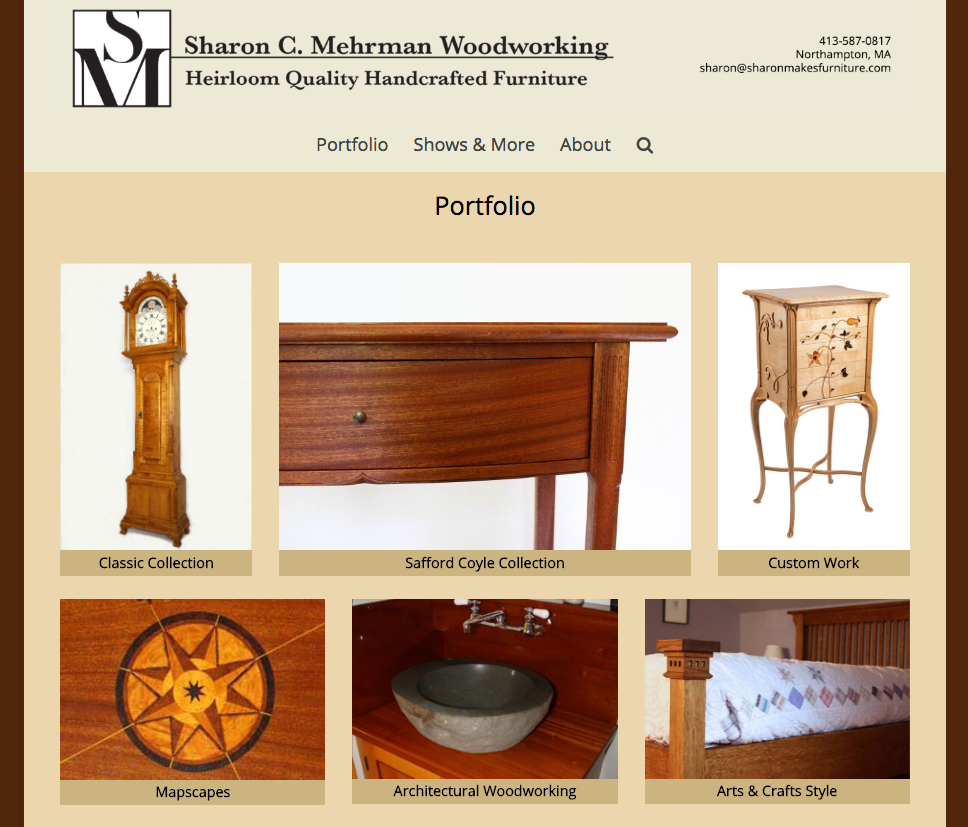 SM
Sharon C. Mehrman Woodworking
Heirloom Quality Handcrafted Furniture
413-587-0817
Northampton, MA
sharon@sharonmakesfurniture.com
Portfolio Shows & More About
Portfolio
Classic Collection
Safford Coyle Collection
Custom Work
Mapscapes
Architectural Woodworking
Arts & Crafts Style